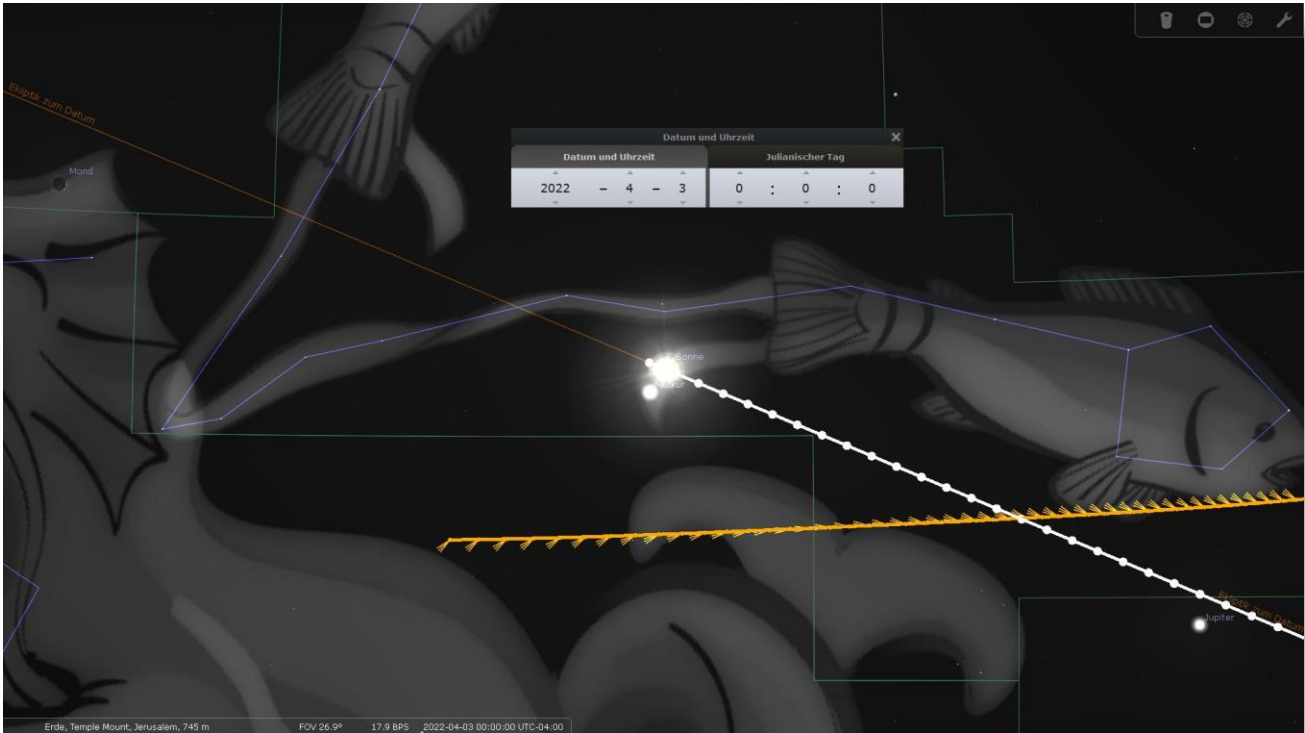 Ekliptik zum Datum
Datum und Uhrzeit
Datum und Uhrzeit
Julianischer Tag
2022 – 4 – 3
0 : 0 : 0
Mond
Sonne
Merkur
Ekliptik zum Datum
Jupiter
Erde, Temple Mount, Jerusalem, 745 m
FOV 26.9°
17.9 BPS
2022-04-03 00:00:00 UTC-04:00